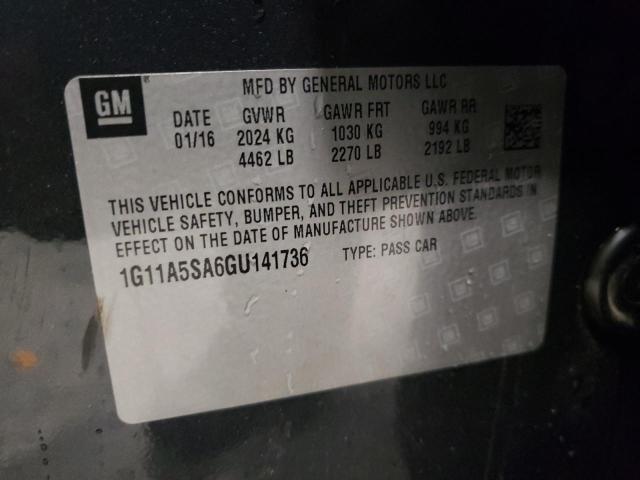 GM
MFD BY GENERAL MOTORS LLC
DATE GVWR GAWR FRT GAWR RR
01/16 2024 KG 1030 KG 994 KG
4462 LB 2270 LB 2192 LB
THIS VEHICLE CONFORMS TO ALL APPLICABLE U.S. FEDERAL MOTOR
VEHICLE SAFETY, BUMPER, AND THEFT PREVENTION STANDARDS IN
EFFECT ON THE DATE OF MANUFACTURE SHOWN ABOVE.
1G11A5SA6GU141736 TYPE: PASS CAR